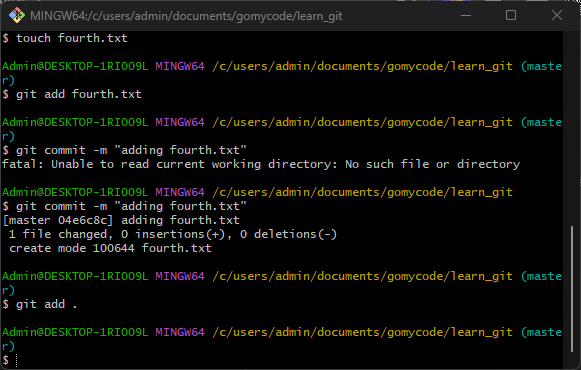 MINGW64:/c/users/admin/documents/gomycode/learn_git
$ touch fourth.txt
Admin@DESKTOP-1RIO09L MINGW64 /c/users/admin/documents/gomycode/learn_git (maste
r)
$ git add fourth.txt
Admin@DESKTOP-1RIO09L MINGW64 /c/users/admin/documents/gomycode/learn_git (maste
r)
$ git commit -m "adding fourth.txt"
fatal: Unable to read current working directory: No such file or directory
Admin@DESKTOP-1RIO09L MINGW64 /c/users/admin/documents/gomycode/learn_git
$ git commit -m "adding fourth.txt"
[master 04e6c8c] adding fourth.txt
 1 file changed, 0 insertions(+), 0 deletions(-)
 create mode 100644 fourth.txt
Admin@DESKTOP-1RIO09L MINGW64 /c/users/admin/documents/gomycode/learn_git (maste
r)
$ git add .
Admin@DESKTOP-1RIO09L MINGW64 /c/users/admin/documents/gomycode/learn_git (maste
r)
$